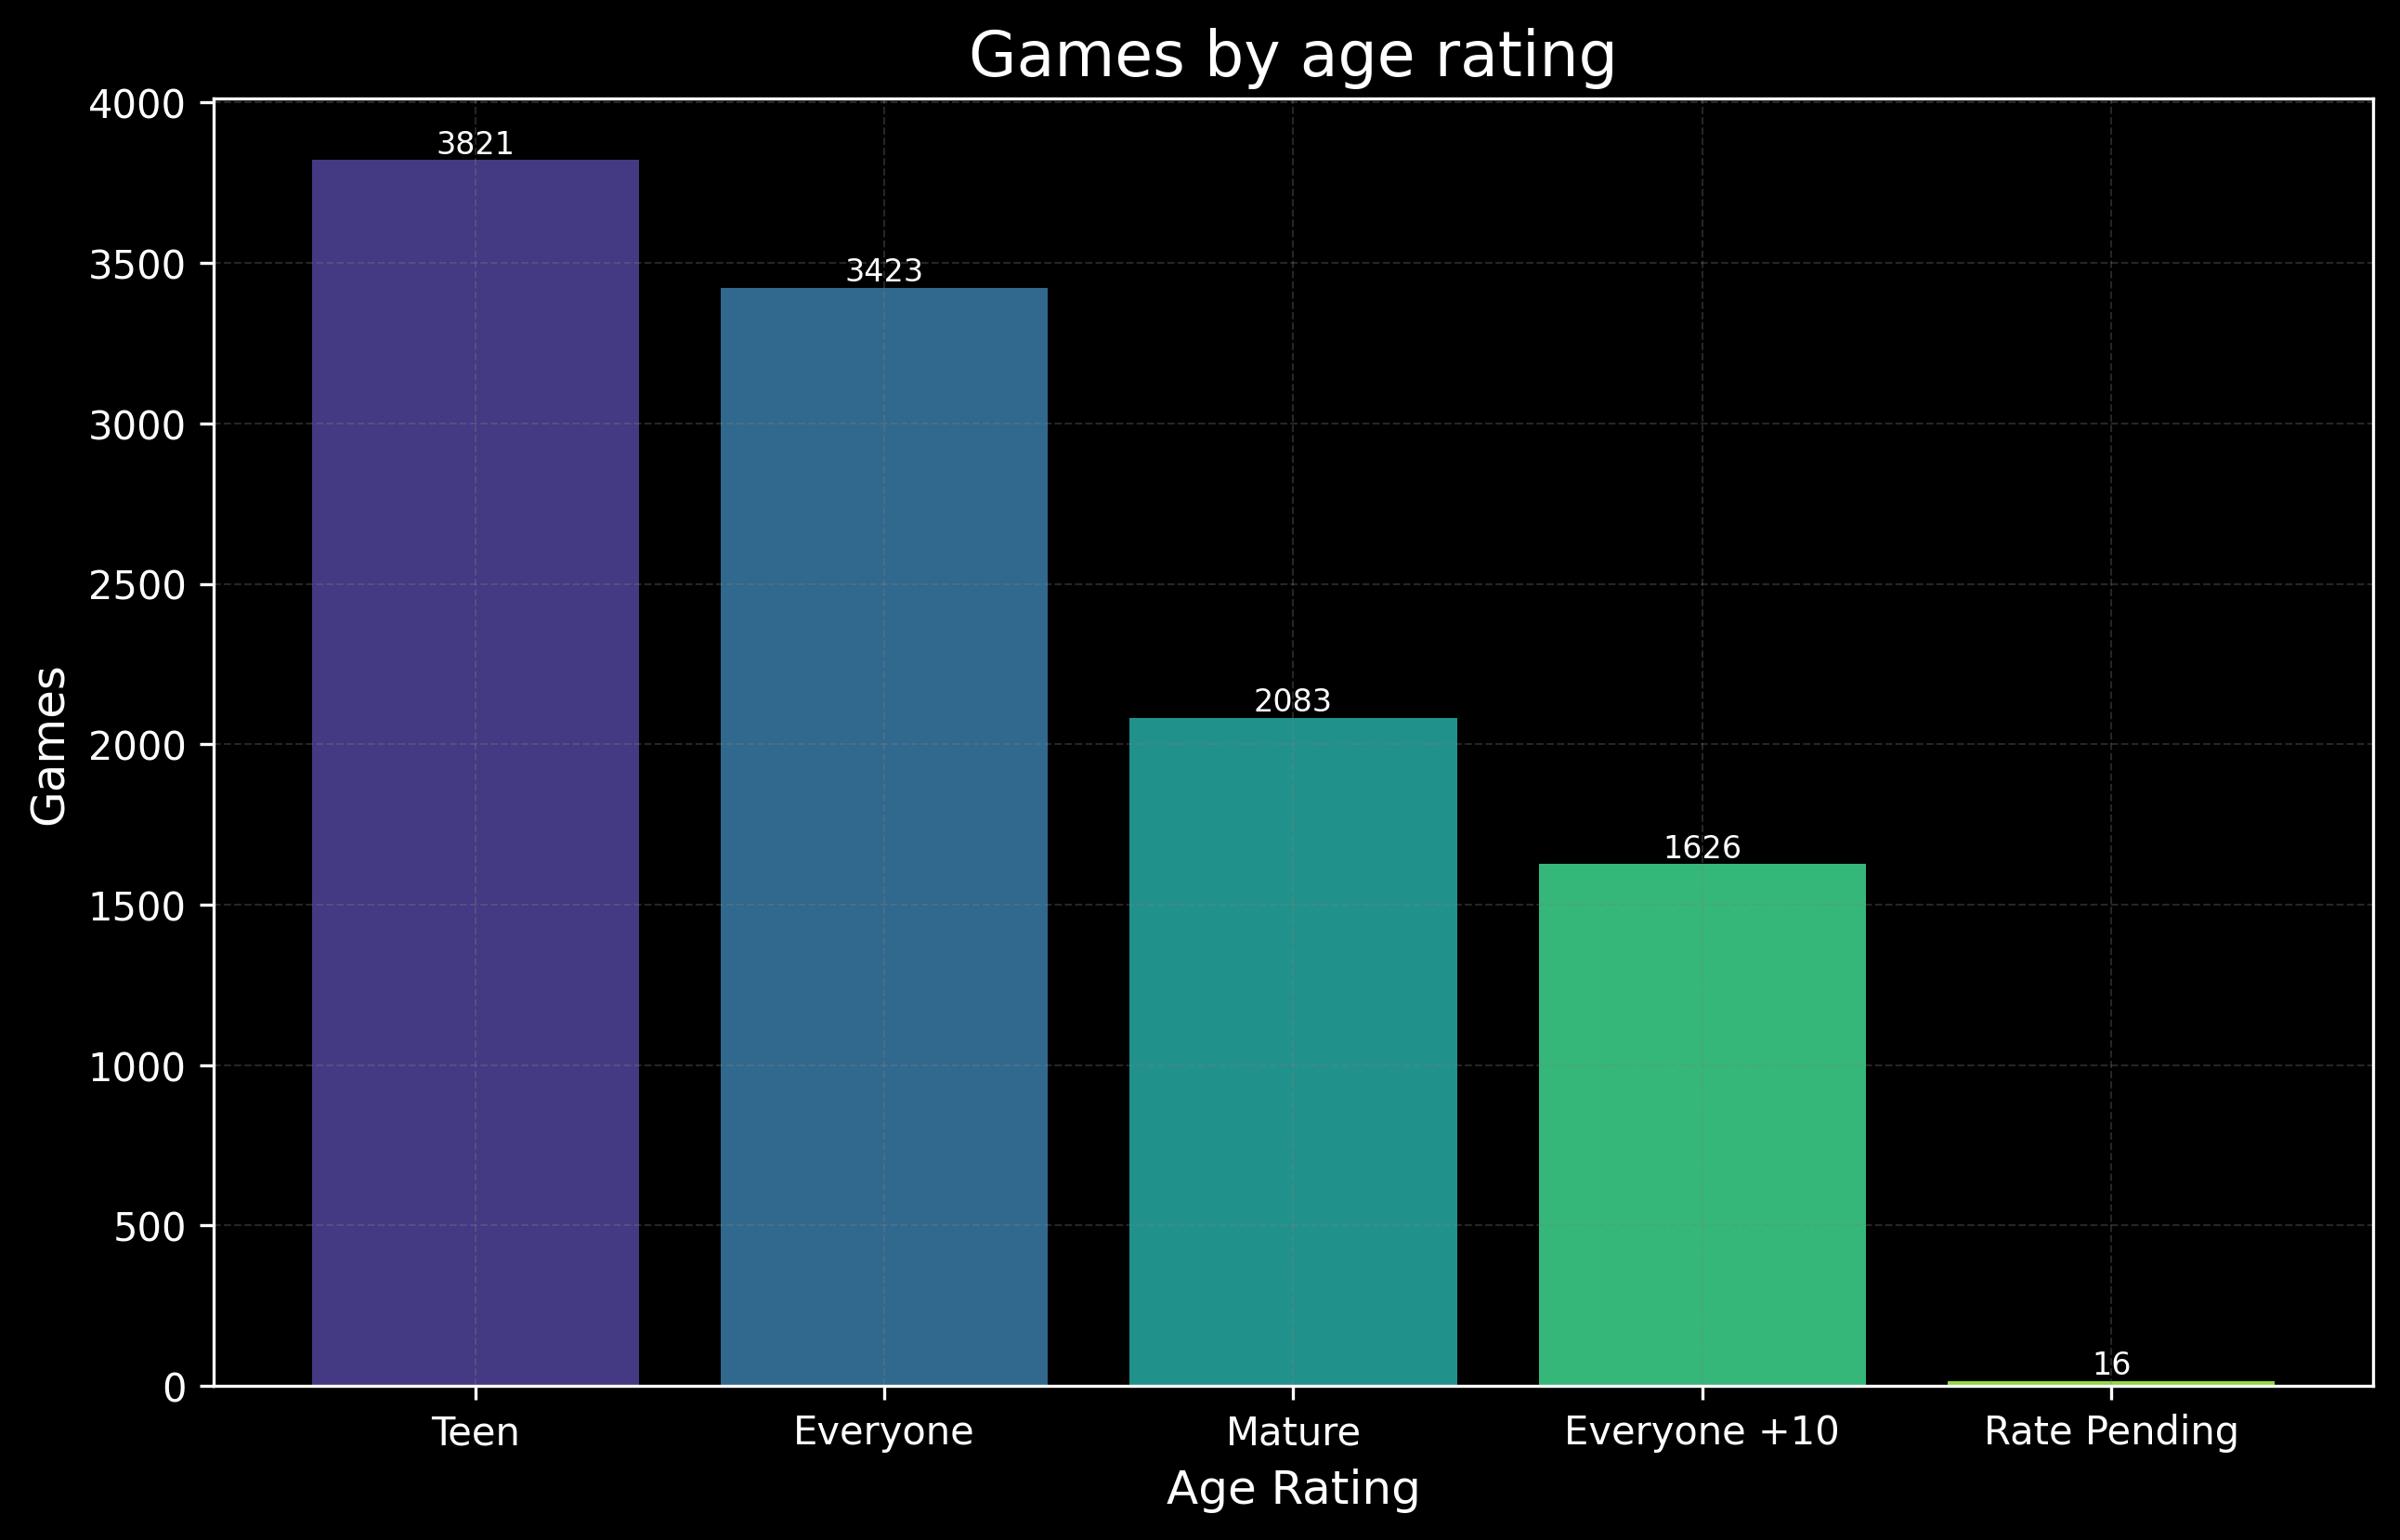 Games by age rating
4000
3500
3000
2500
2000
1500
1000
500
0
Games
3821
3423
2083
1626
16
Teen
Everyone
Mature
Everyone +10
Rate Pending
Age Rating